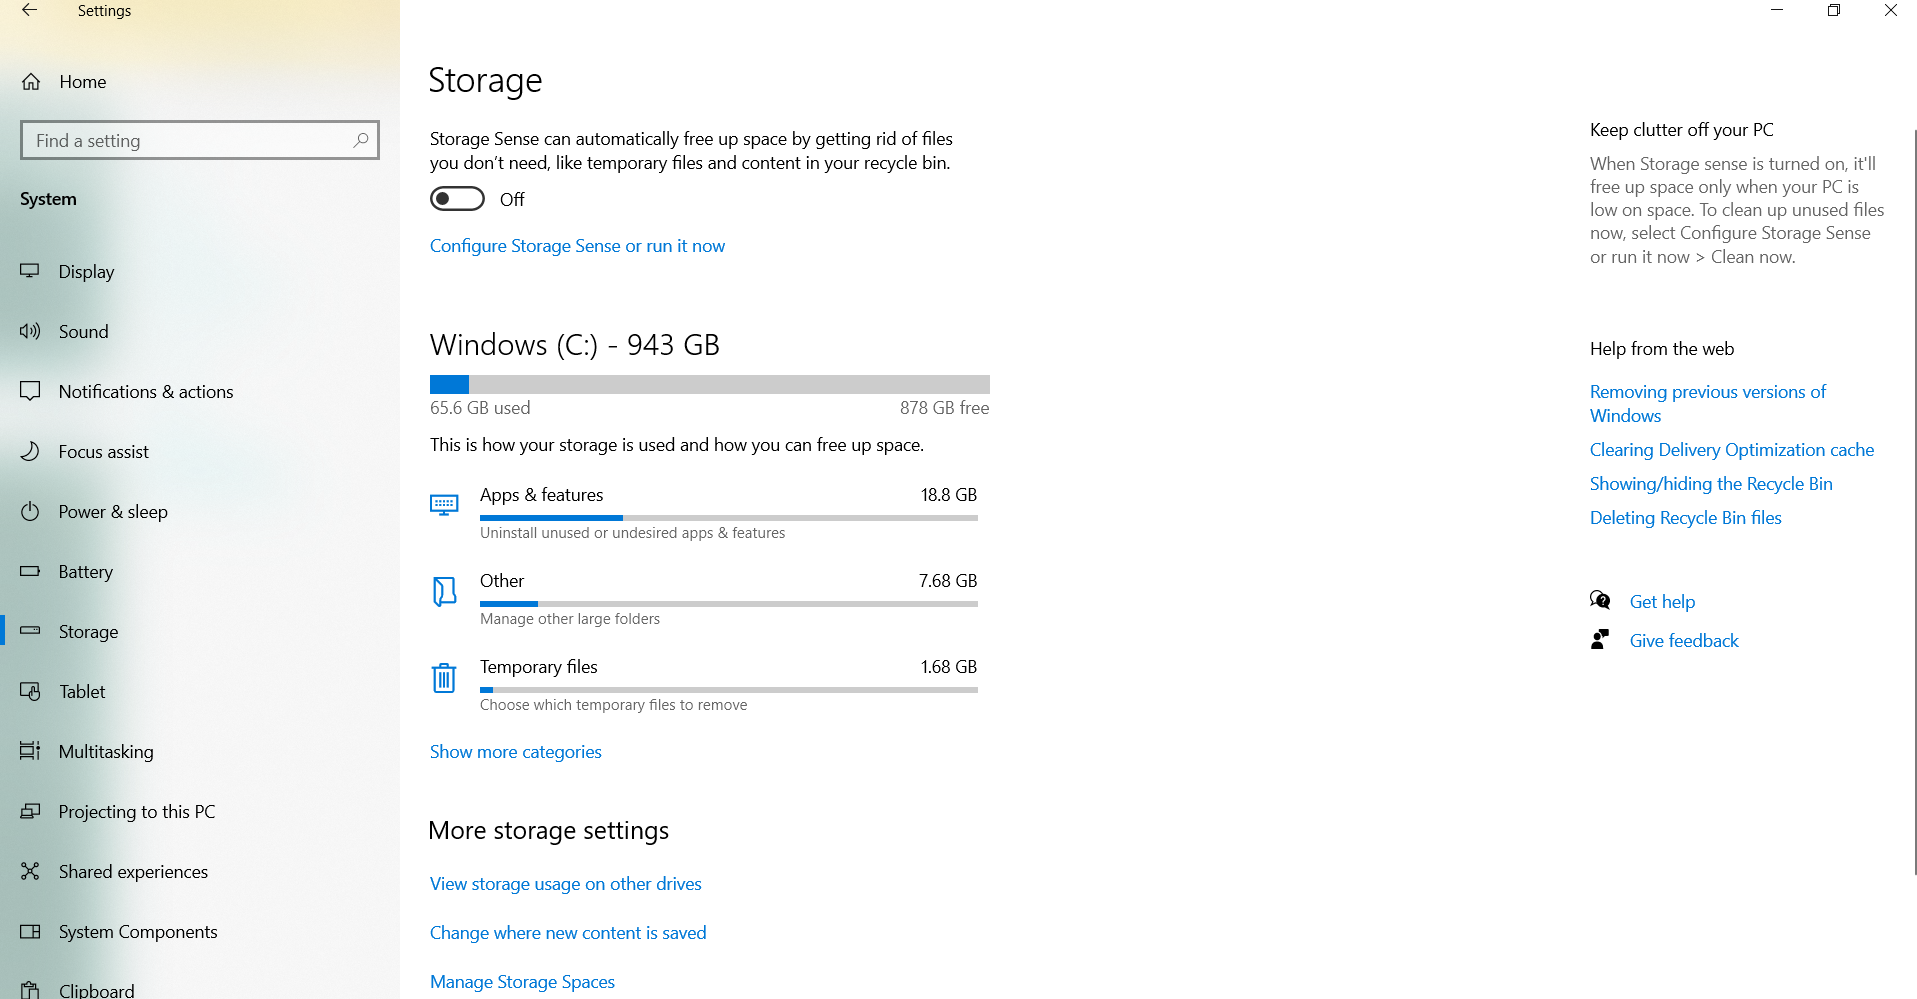 Settings
Home
Find a setting
System
Display
Sound
Notifications & actions
Focus assist
Power & sleep
Battery
Storage
Tablet
Multitasking
Projecting to this PC
Shared experiences
System Components
Clipboard
Storage
Storage Sense can automatically free up space by getting rid of files
you don’t need, like temporary files and content in your recycle bin.
Off
Configure Storage Sense or run it now
Windows (C:) - 943 GB
65.6 GB used
878 GB free
This is how your storage is used and how you can free up space.
Apps & features
18.8 GB
Uninstall unused or undesired apps & features
Other
7.68 GB
Manage other large folders
Temporary files
1.68 GB
Choose which temporary files to remove
Show more categories
More storage settings
View storage usage on other drives
Change where new content is saved
Manage Storage Spaces
Keep clutter off your PC
When Storage sense is turned on, it'll
free up space only when your PC is
low on space. To clean up unused files
now, select Configure Storage Sense
or run it now > Clean now.
Help from the web
Removing previous versions of
Windows
Clearing Delivery Optimization cache
Showing/hiding the Recycle Bin
Deleting Recycle Bin files
Get help
Give feedback